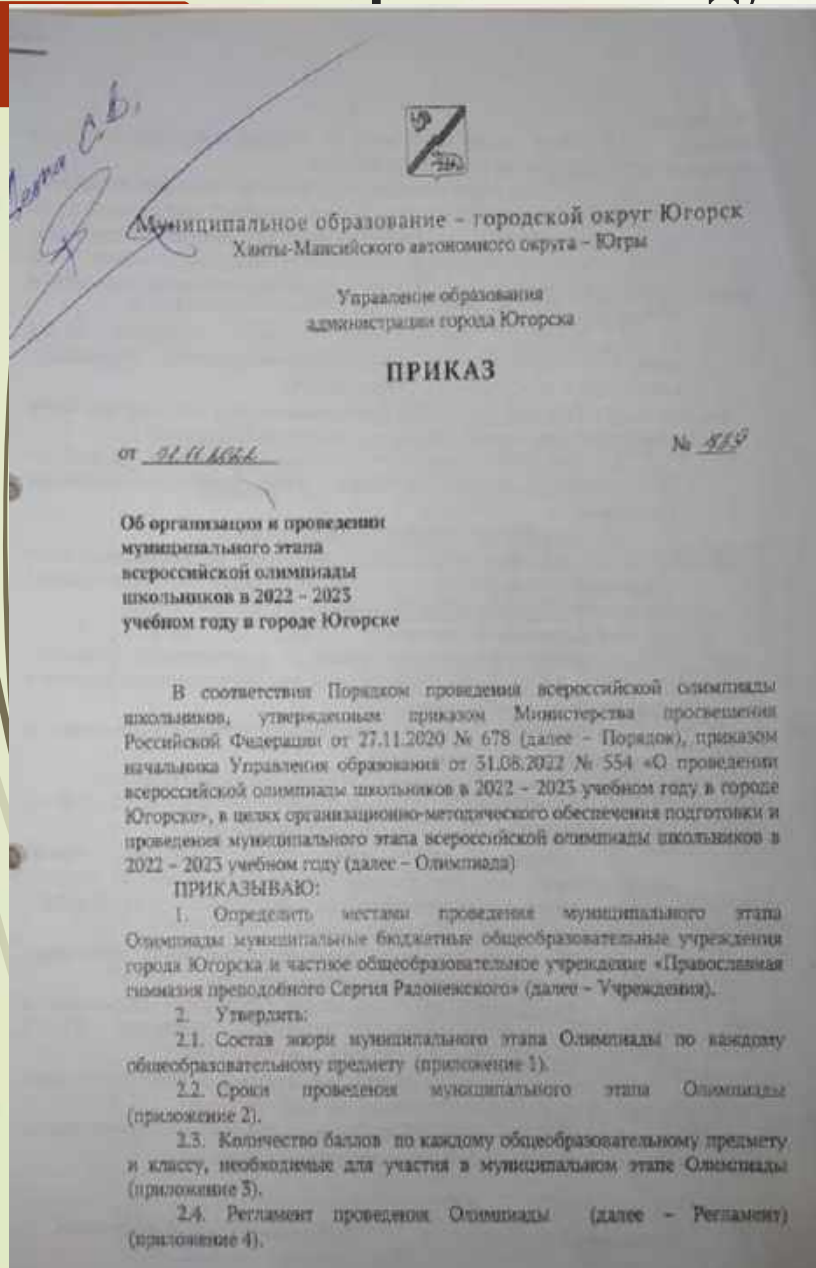 С.В.
Муниципальное образование – городской округ Югорск
Ханты-Мансийского автономного округа – Югры
Управление образования
администрации города Югорска
ПРИКАЗ
от
№
Об организации и проведении
муниципального этапа
всероссийской олимпиады
школьников в 2022 – 2023
учебном году в городе Югорске
В соответствии Порядком проведения всероссийской олимпиады
школьников, утвержденным приказом Министерства просвещения
Российской Федерации от 27.11.2020 № 678 (далее – Порядок), приказом
начальника Управления образования от 31.08.2022 № 554 «О проведении
всероссийской олимпиады школьников в 2022 – 2023 учебном году в городе
Югорске», в целях организационно-методического обеспечения подготовки и
проведения муниципального этапа всероссийской олимпиады школьников в
2022 – 2023 учебном году (далее – Олимпиада)
ПРИКАЗЫВАЮ:
1. Определить местами проведения муниципального этапа
Олимпиады муниципальные бюджетные общеобразовательные учреждения
города Югорска и частное общеобразовательное учреждение «Православная
гимназия преподобного Сергия Радонежского» (далее – Учреждения).
2. Утвердить:
2.1. Состав жюри муниципального этапа Олимпиады по каждому
общеобразовательному предмету (приложение 1).
2.2. Сроки проведения муниципального этапа Олимпиады
(приложение 2).
2.3. Количество баллов по каждому общеобразовательному предмету
и классу, необходимые для участия в муниципальном этапе Олимпиады
(приложение 3).
2.4. Регламент проведения Олимпиады (далее – Регламент)
(приложение 4).